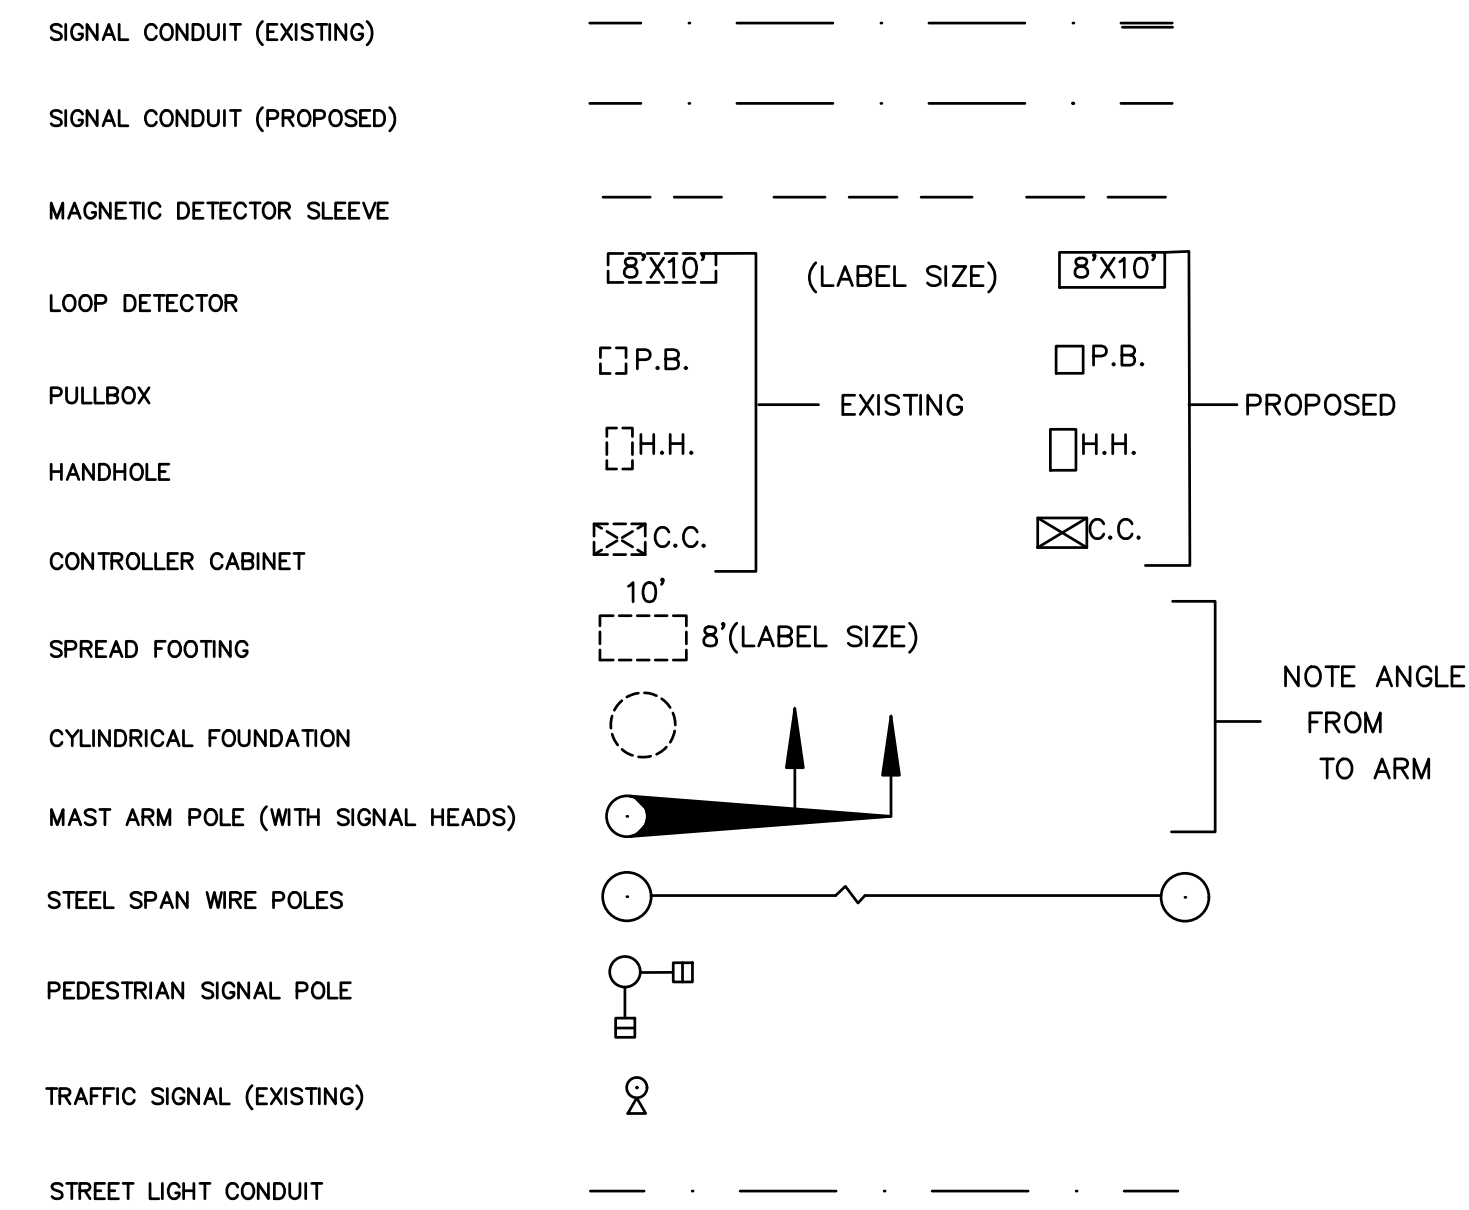 SIGNAL CONDUIT (EXISTING)
SIGNAL CONDUIT (PROPOSED)
MAGNETIC DETECTOR SLEEVE
8'X10' (LABEL SIZE) 8'X10'
LOOP DETECTOR
P.B. P.B.
PULLBOX
EXISTING PROPOSED
H.H. H.H.
HANDHOLE
C.C. C.C.
CONTROLLER CABINET
10'
SPREAD FOOTING 8'(LABEL SIZE)
NOTE ANGLE
FROM
TO ARM
CYLINDRICAL FOUNDATION
MAST ARM POLE (WITH SIGNAL HEADS)
STEEL SPAN WIRE POLES
PEDESTRIAN SIGNAL POLE
TRAFFIC SIGNAL (EXISTING)
STREET LIGHT CONDUIT